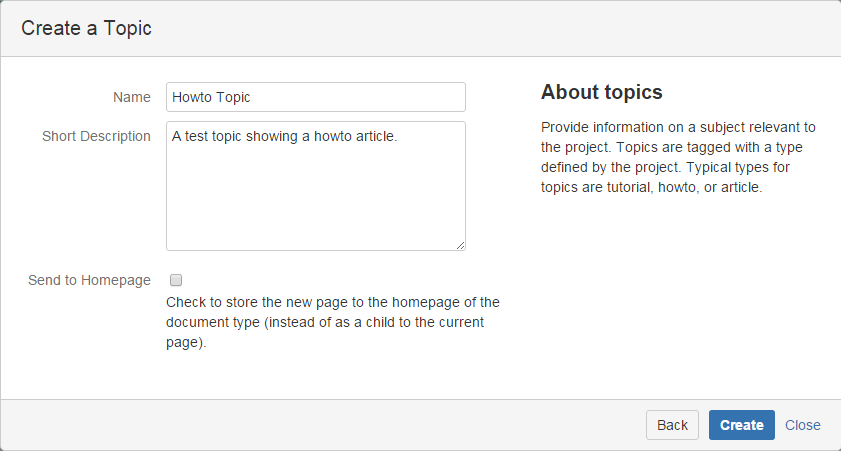 Create a Topic
Name
Howto Topic
Short Description
A test topic showing a howto article.
Send to Homepage
Check to store the new page to the homepage of the
document type (instead of as a child to the current
page).
About topics
Provide information on a subject relevant to
the project. Topics are tagged with a type
defined by the project. Typical types for
topics are tutorial, howto, or article.
Back
Create
Close